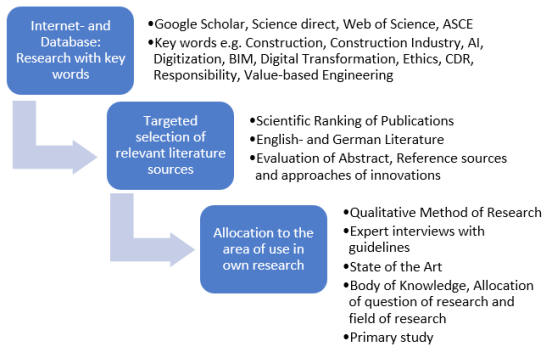 Internet- and
Database:
Research with key
words
•Google Scholar, Science direct, Web of Science, ASCE
•Key words e.g. Construction, Construction Industry, AI,
Digitization, BIM, Digital Transformation, Ethics, CDR,
Responsibility, Value-based Engineering
Targeted
selection of
relevant literature
sources
•Scientific Ranking of Publications
•English- and German Literature
•Evaluation of Abstract, Reference sources
and approaches of innovations
Allocation to the
area of use in
own research
•Qualitative Method of Research
•Expert interviews with
guidelines
•State of the Art
•Body of Knowledge, Allocation
of question of research and
field of research
•Primary study